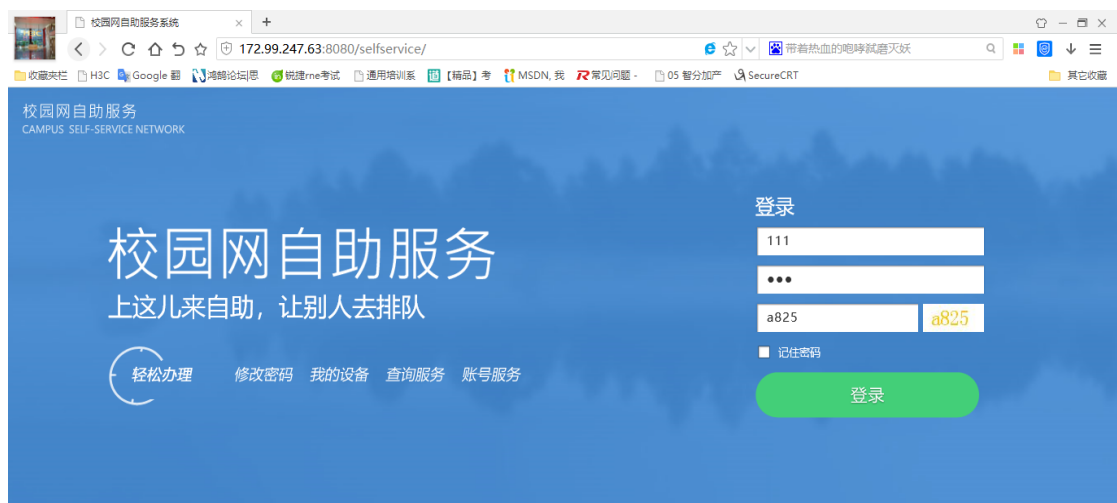 校园网自助服务系统
172.99.247.63:8080/selfservice/
带着热血的咆哮弑磨灭妖
收藏夹栏 H3C Google 翻 鸿鹄论坛|思 锐捷rne考试 通用培训系 【精品】考 MSDN, 我 常见问题 - 05 智分加产 SecureCRT 其它收藏
校园网自助服务
CAMPUS SELF-SERVICE NETWORK
校园网自助服务
上这儿来自助，让别人去排队
轻松办理 修改密码 我的设备 查询服务 账号服务
登录
111
a825 a825
记住密码
登录